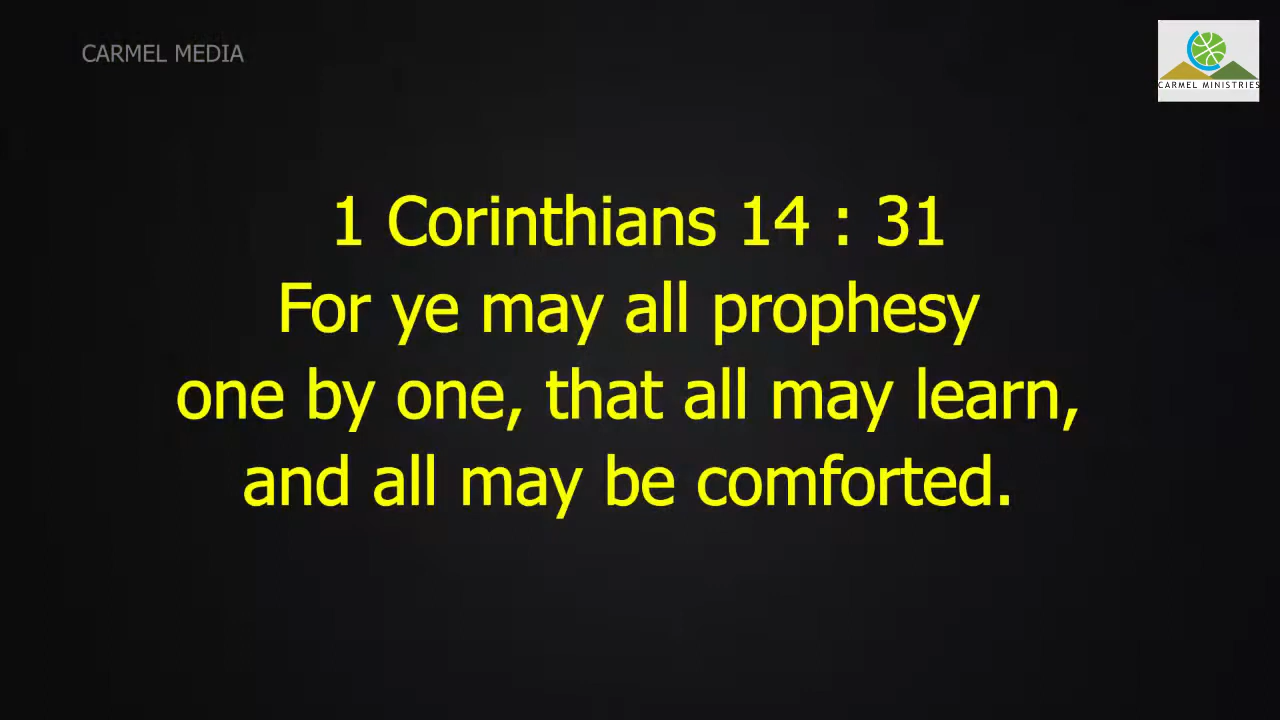 CARMEL MEDIA
CARMEL MINISTRIES
1 Corinthians 14 : 31
For ye may all prophesy
one by one, that all may learn,
and all may be comforted.